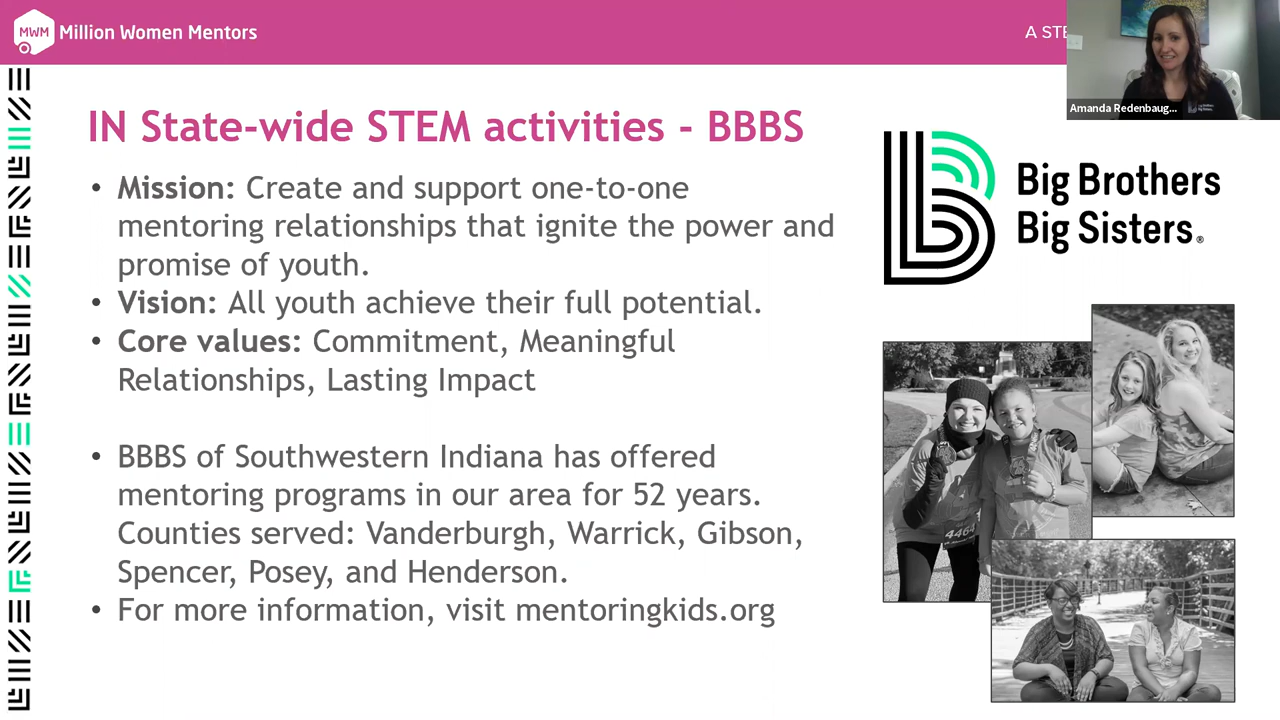 MWM
Million Women Mentors
A STE
Amanda Redenbaug...
IN State-wide STEM activities - BBBS
• Mission: Create and support one-to-one
mentoring relationships that ignite the power and
promise of youth.
• Vision: All youth achieve their full potential.
• Core values: Commitment, Meaningful
Relationships, Lasting Impact
• BBBS of Southwestern Indiana has offered
mentoring programs in our area for 52 years.
Counties served: Vanderburgh, Warrick, Gibson,
Spencer, Posey, and Henderson.
• For more information, visit mentoringkids.org
Big Brothers
Big Sisters®
4464